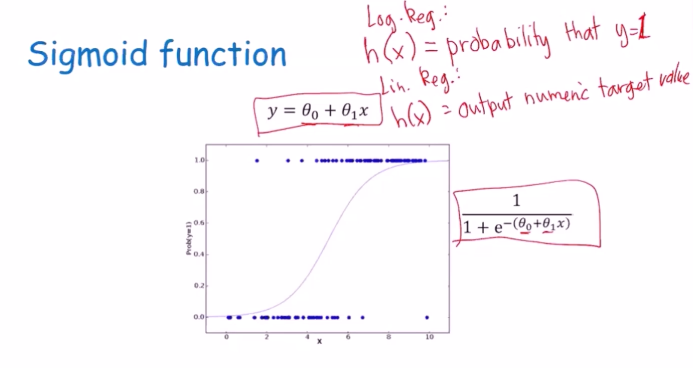 Log. Reg.:
h(x) = probability that y=1
Sigmoid function
Lin. Reg.:
h(x) = output numeric target value
y = θ₀ + θ₁x
1.0
0.8
0.6
0.4
0.2
0.0
Prob(y=1)
0 2 4 6 8 10
x
1
1 + e^−(θ₀+θ₁x)